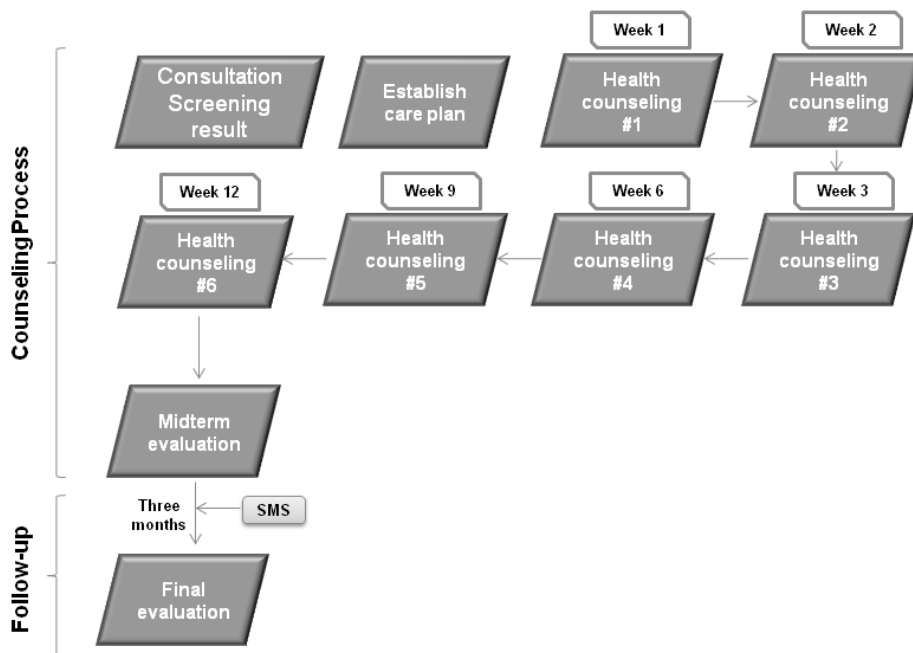 Week 1
Week 2
Consultation
Screening
result
Establish
care plan
Health
counseling
#1
Health
counseling
#2
Week 12
Week 9
Week 6
Week 3
Health
counseling
#6
Health
counseling
#5
Health
counseling
#4
Health
counseling
#3
CounselingProcess
Midterm
evaluation
Three
months
SMS
Follow-up
Final
evaluation